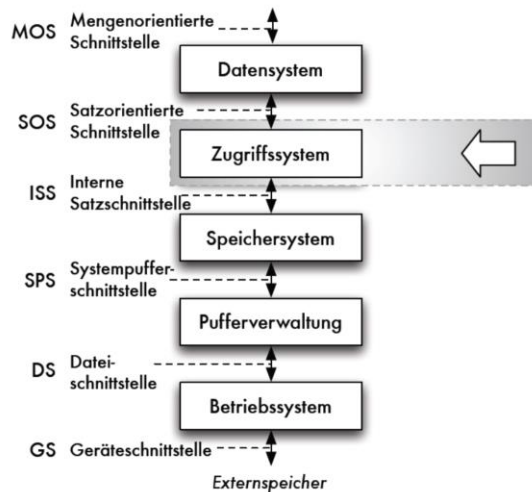 MOS Mengenorientierte
Schnittstelle
Datensystem
SOS Satzorientierte
Schnittstelle
Zugriffssystem
ISS Interne
Satzschnittstelle
Speichersystem
SPS Systempuffer-
schnittstelle
Pufferverwaltung
DS Datei-
schnittstelle
Betriebssystem
GS Geräteschnittstelle
Externspeicher